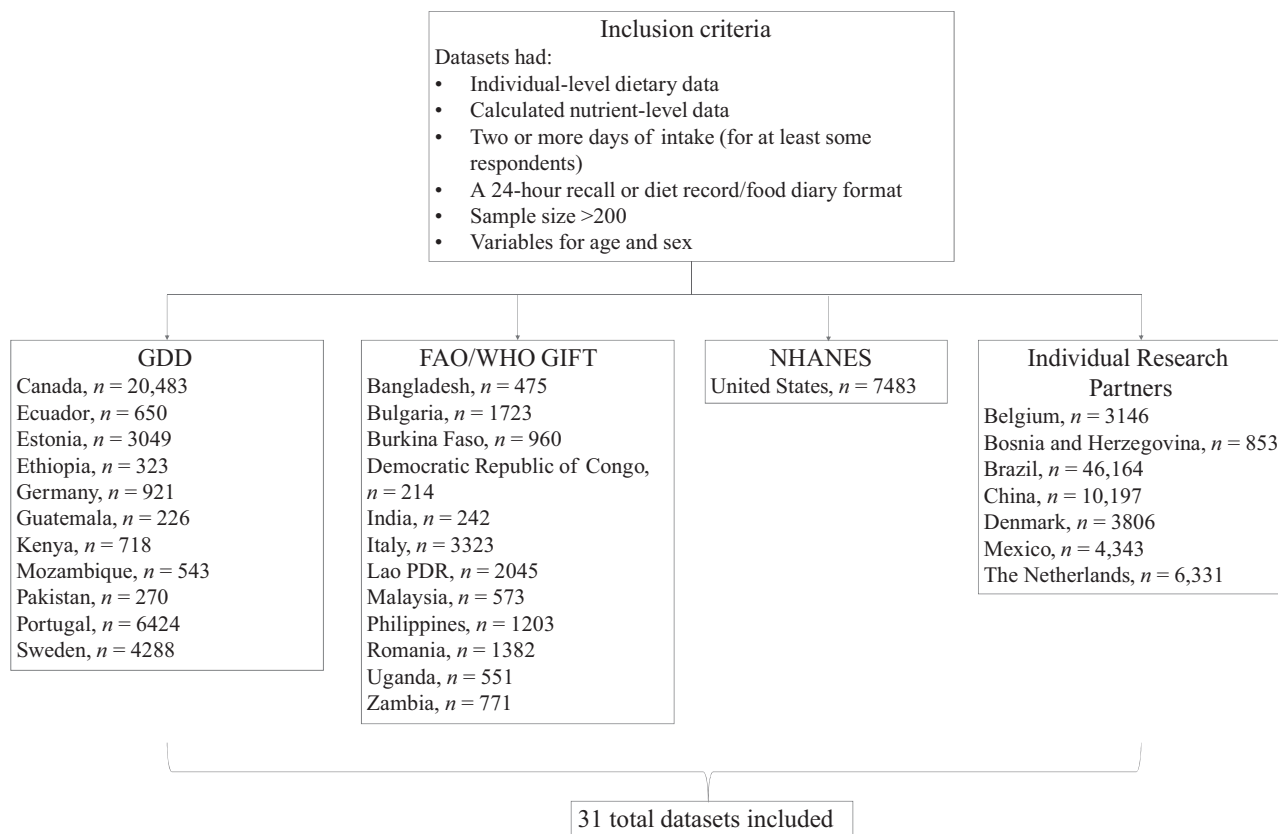 Inclusion criteria
Datasets had:
• Individual-level dietary data
• Calculated nutrient-level data
• Two or more days of intake (for at least some
respondents)
• A 24-hour recall or diet record/food diary format
• Sample size >200
• Variables for age and sex
GDD
Canada, n = 20,483
Ecuador, n = 650
Estonia, n = 3049
Ethiopia, n = 323
Germany, n = 921
Guatemala, n = 226
Kenya, n = 718
Mozambique, n = 543
Pakistan, n = 270
Portugal, n = 6424
Sweden, n = 4288
FAO/WHO GIFT
Bangladesh, n = 475
Bulgaria, n = 1723
Burkina Faso, n = 960
Democratic Republic of Congo,
n = 214
India, n = 242
Italy, n = 3323
Lao PDR, n = 2045
Malaysia, n = 573
Philippines, n = 1203
Romania, n = 1382
Uganda, n = 551
Zambia, n = 771
NHANES
United States, n = 7483
Individual Research
Partners
Belgium, n = 3146
Bosnia and Herzegovina, n = 853
Brazil, n = 46,164
China, n = 10,197
Denmark, n = 3806
Mexico, n = 4,343
The Netherlands, n = 6,331
31 total datasets included